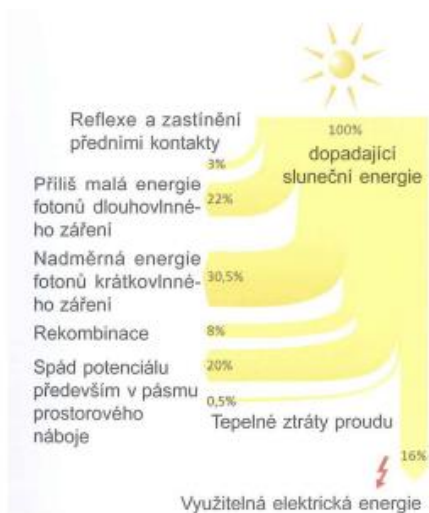 Reflexe a zastínění
předními kontakty
3%
100%
dopadající
sluneční energie
Příliš malá energie
fotonů dlouhovlnné-
ho záření
22%
Nadměrná energie
fotonů krátkovlnné-
ho záření
30,5%
Rekombinace
8%
Spád potenciálu
především v pásmu
prostorového
náboje
20%
0,5%
Tepelné ztráty proudu
16%
Využitelná elektrická energie